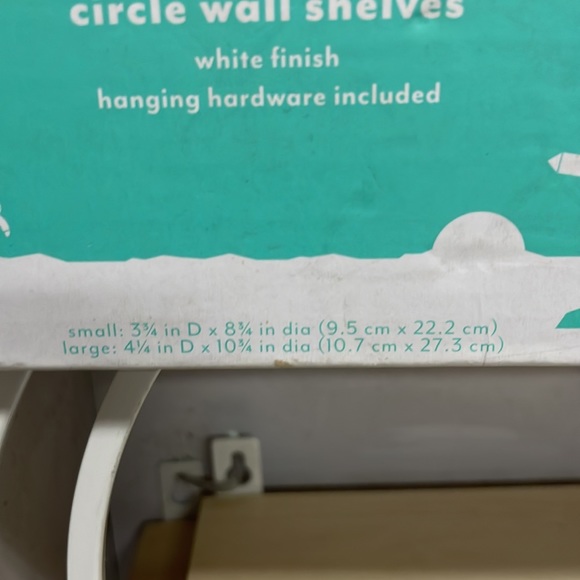 circle wall shelves
white finish
hanging hardware included
small: 3¾ in D x 8¾ in dia (9.5 cm x 22.2 cm)
large: 4¼ in D x 10¾ in dia (10.7 cm x 27.3 cm)